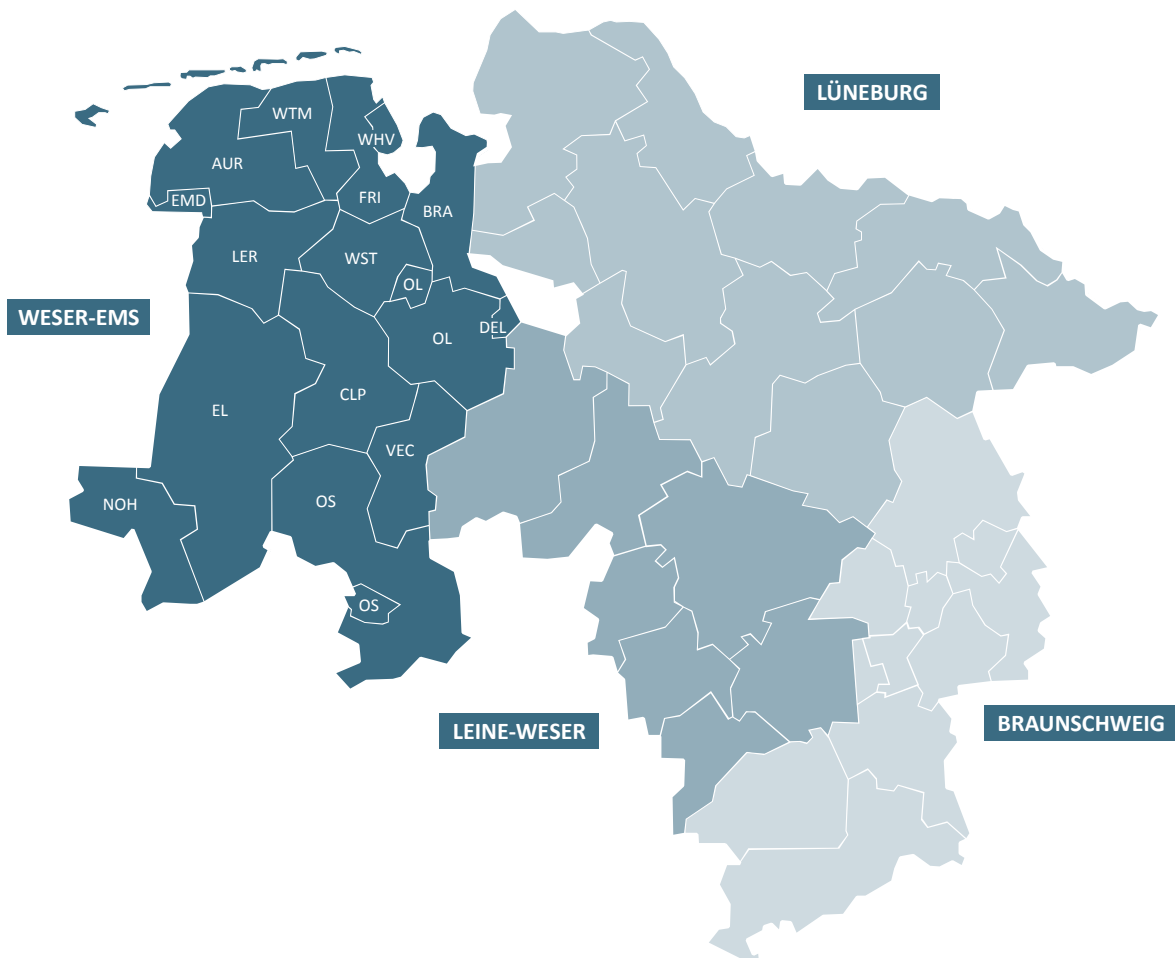 LÜNEBURG
WTM
WHV
AUR
EMD
FRI
BRA
LER
WST
OL
WESER-EMS
DEL
OL
EL
CLP
VEC
NOH
OS
OS
LEINE-WESER
BRAUNSCHWEIG